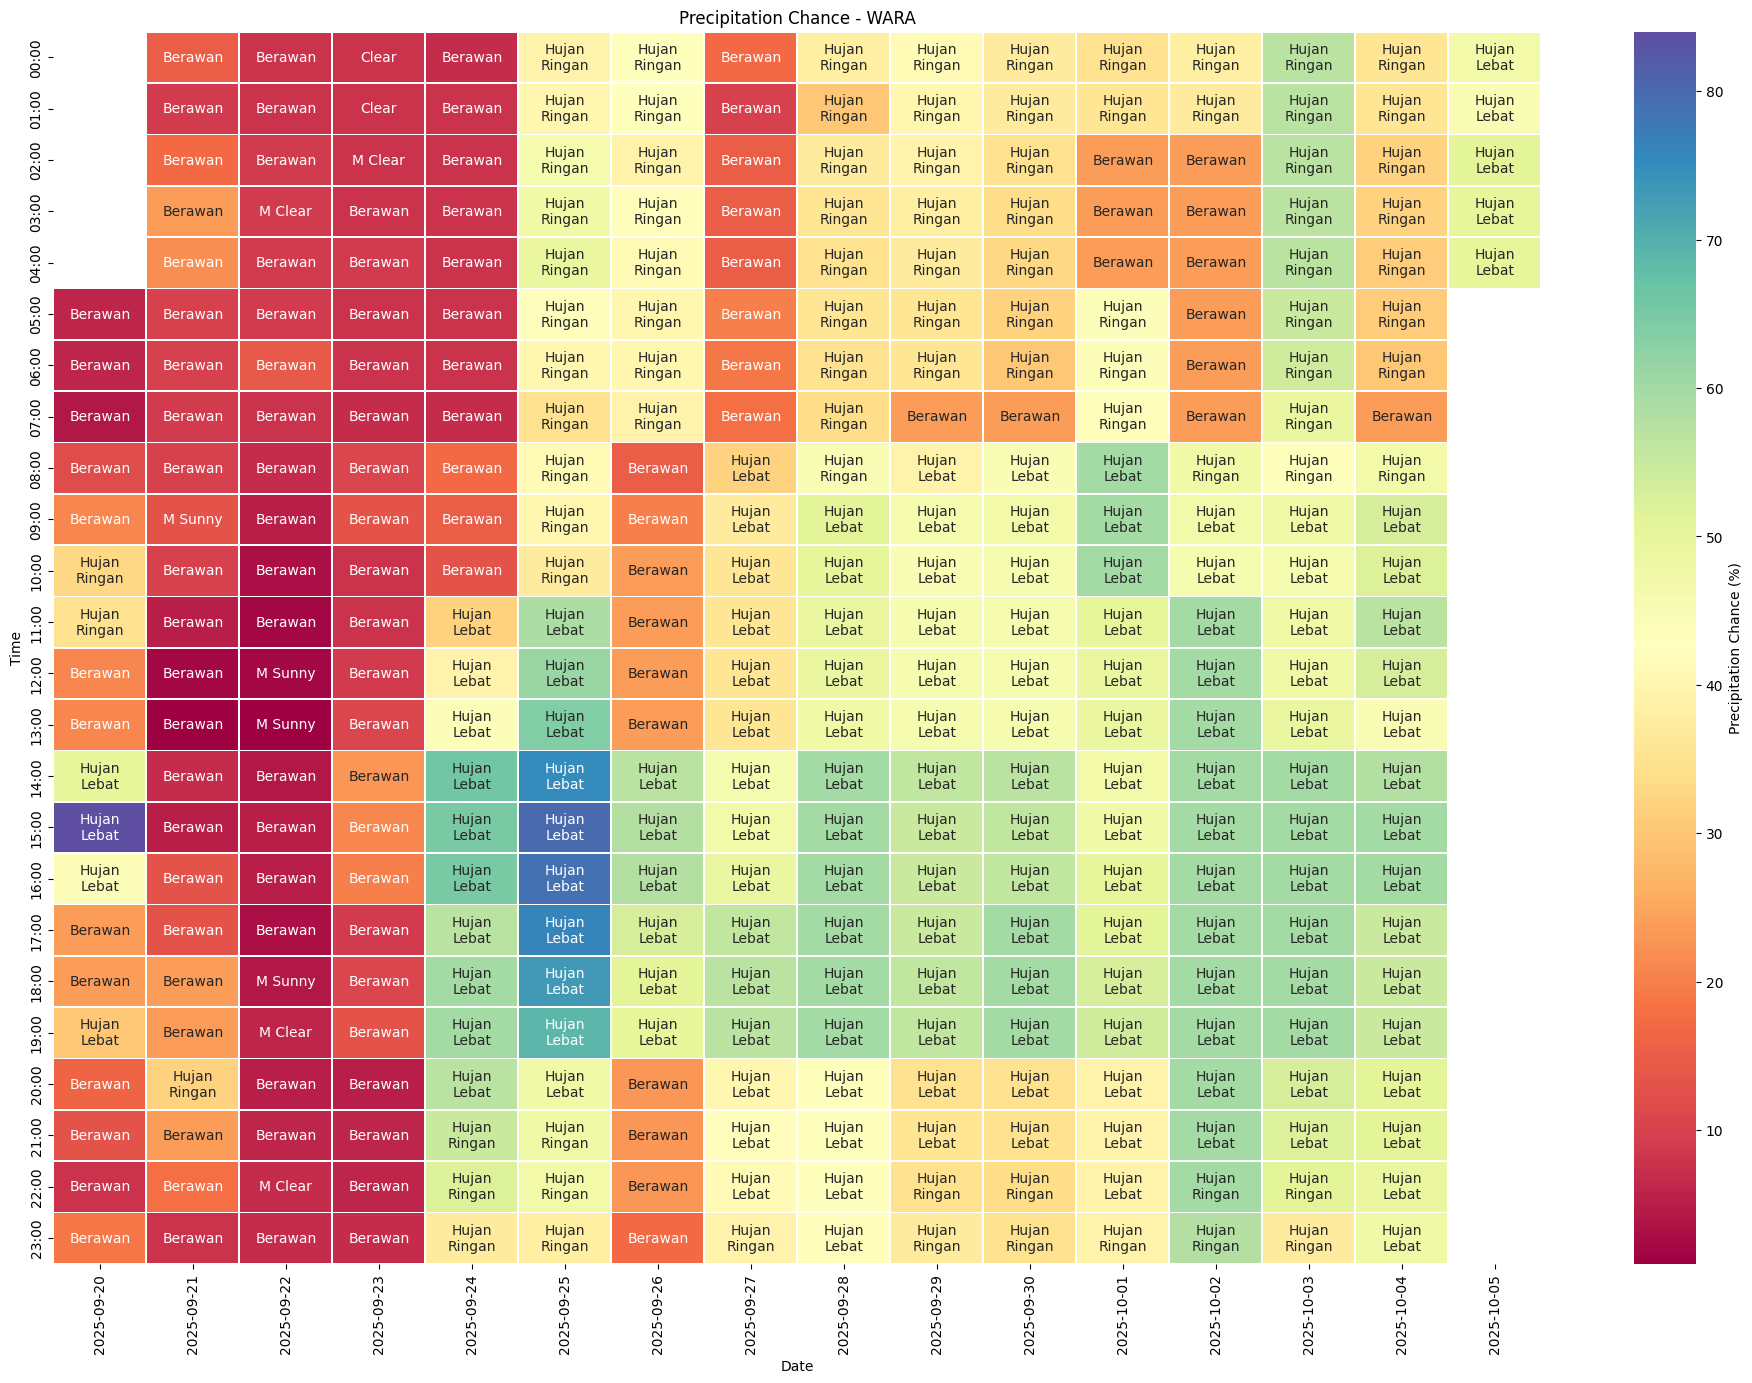 Precipitation Chance - WARA
00:00 Berawan Berawan Clear Berawan Hujan Ringan Hujan Ringan Berawan Hujan Ringan Hujan Ringan Hujan Ringan Hujan Ringan Hujan Ringan Hujan Ringan Hujan Ringan Hujan Lebat
01:00 Berawan Berawan Clear Berawan Hujan Ringan Hujan Ringan Berawan Hujan Ringan Hujan Ringan Hujan Ringan Hujan Ringan Hujan Ringan Hujan Ringan Hujan Ringan Hujan Lebat
02:00 Berawan Berawan M Clear Berawan Hujan Ringan Hujan Ringan Berawan Hujan Ringan Hujan Ringan Hujan Ringan Berawan Berawan Hujan Ringan Hujan Ringan Hujan Lebat
03:00 Berawan M Clear Berawan Berawan Hujan Ringan Hujan Ringan Berawan Hujan Ringan Hujan Ringan Hujan Ringan Berawan Berawan Hujan Ringan Hujan Ringan Hujan Lebat
04:00 Berawan Berawan Berawan Berawan Hujan Ringan Hujan Ringan Berawan Hujan Ringan Hujan Ringan Hujan Ringan Berawan Berawan Hujan Ringan Hujan Ringan Hujan Lebat
05:00 Berawan Berawan Berawan Berawan Berawan Hujan Ringan Hujan Ringan Berawan Hujan Ringan Hujan Ringan Hujan Ringan Hujan Ringan Berawan Hujan Ringan Hujan Ringan
06:00 Berawan Berawan Berawan Berawan Berawan Hujan Ringan Hujan Ringan Berawan Hujan Ringan Hujan Ringan Hujan Ringan Hujan Ringan Berawan Hujan Ringan Hujan Ringan
07:00 Berawan Berawan Berawan Berawan Berawan Hujan Ringan Hujan Ringan Berawan Hujan Ringan Berawan Berawan Hujan Ringan Berawan Hujan Ringan Berawan
08:00 Berawan Berawan Berawan Berawan Berawan Hujan Ringan Berawan Hujan Lebat Hujan Ringan Hujan Lebat Hujan Lebat Hujan Lebat Hujan Ringan Hujan Ringan Hujan Ringan
09:00 Berawan M Sunny Berawan Berawan Berawan Hujan Ringan Berawan Hujan Lebat Hujan Lebat Hujan Lebat Hujan Lebat Hujan Lebat Hujan Lebat Hujan Lebat Hujan Lebat
10:00 Hujan Ringan Berawan Berawan Berawan Berawan Hujan Ringan Berawan Hujan Lebat Hujan Lebat Hujan Lebat Hujan Lebat Hujan Lebat Hujan Lebat Hujan Lebat Hujan Lebat
11:00 Hujan Ringan Berawan Berawan Berawan Hujan Lebat Hujan Lebat Berawan Hujan Lebat Hujan Lebat Hujan Lebat Hujan Lebat Hujan Lebat Hujan Lebat Hujan Lebat Hujan Lebat
12:00 Berawan Berawan M Sunny Berawan Hujan Lebat Hujan Lebat Berawan Hujan Lebat Hujan Lebat Hujan Lebat Hujan Lebat Hujan Lebat Hujan Lebat Hujan Lebat Hujan Lebat
13:00 Berawan Berawan M Sunny Berawan Hujan Lebat Hujan Lebat Berawan Hujan Lebat Hujan Lebat Hujan Lebat Hujan Lebat Hujan Lebat Hujan Lebat Hujan Lebat Hujan Lebat
14:00 Hujan Lebat Berawan Berawan Berawan Hujan Lebat Hujan Lebat Hujan Lebat Hujan Lebat Hujan Lebat Hujan Lebat Hujan Lebat Hujan Lebat Hujan Lebat Hujan Lebat Hujan Lebat
15:00 Hujan Lebat Berawan Berawan Berawan Hujan Lebat Hujan Lebat Hujan Lebat Hujan Lebat Hujan Lebat Hujan Lebat Hujan Lebat Hujan Lebat Hujan Lebat Hujan Lebat Hujan Lebat
16:00 Hujan Lebat Berawan Berawan Berawan Hujan Lebat Hujan Lebat Hujan Lebat Hujan Lebat Hujan Lebat Hujan Lebat Hujan Lebat Hujan Lebat Hujan Lebat Hujan Lebat Hujan Lebat
17:00 Berawan Berawan Berawan Berawan Hujan Lebat Hujan Lebat Hujan Lebat Hujan Lebat Hujan Lebat Hujan Lebat Hujan Lebat Hujan Lebat Hujan Lebat Hujan Lebat Hujan Lebat
18:00 Berawan Berawan M Sunny Berawan Hujan Lebat Hujan Lebat Hujan Lebat Hujan Lebat Hujan Lebat Hujan Lebat Hujan Lebat Hujan Lebat Hujan Lebat Hujan Lebat Hujan Lebat
19:00 Hujan Lebat Berawan M Clear Berawan Hujan Lebat Hujan Lebat Hujan Lebat Hujan Lebat Hujan Lebat Hujan Lebat Hujan Lebat Hujan Lebat Hujan Lebat Hujan Lebat Hujan Lebat
20:00 Berawan Hujan Ringan Berawan Berawan Hujan Lebat Hujan Lebat Berawan Hujan Lebat Hujan Lebat Hujan Lebat Hujan Lebat Hujan Lebat Hujan Lebat Hujan Lebat Hujan Lebat
21:00 Berawan Berawan Berawan Berawan Hujan Ringan Hujan Ringan Berawan Hujan Lebat Hujan Lebat Hujan Lebat Hujan Lebat Hujan Lebat Hujan Lebat Hujan Lebat Hujan Lebat
22:00 Berawan Berawan M Clear Berawan Hujan Ringan Hujan Ringan Berawan Hujan Lebat Hujan Lebat Hujan Ringan Hujan Ringan Hujan Lebat Hujan Ringan Hujan Ringan Hujan Lebat
23:00 Berawan Berawan Berawan Berawan Hujan Ringan Hujan Ringan Berawan Hujan Ringan Hujan Lebat Hujan Ringan Hujan Ringan Hujan Ringan Hujan Ringan Hujan Ringan Hujan Lebat
Time
2025-09-20 2025-09-21 2025-09-22 2025-09-23 2025-09-24 2025-09-25 2025-09-26 2025-09-27 2025-09-28 2025-09-29 2025-09-30 2025-10-01 2025-10-02 2025-10-03 2025-10-04 2025-10-05
Date
80
70
60
50
40
30
20
10
Precipitation Chance (%)